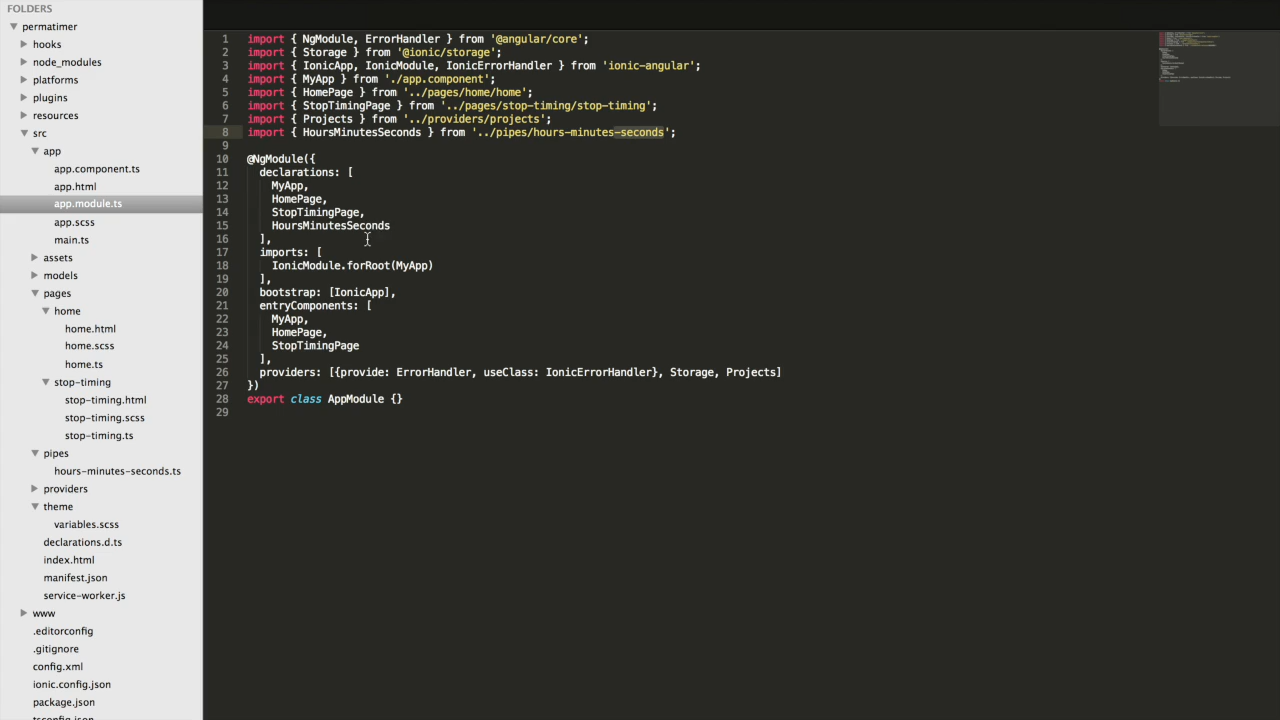 FOLDERS
permatimer
hooks
node_modules
platforms
plugins
resources
src
app
app.component.ts
app.html
app.module.ts
app.scss
main.ts
assets
models
pages
home
home.html
home.scss
home.ts
stop-timing
stop-timing.html
stop-timing.scss
stop-timing.ts
pipes
hours-minutes-seconds.ts
providers
theme
variables.scss
declarations.d.ts
index.html
manifest.json
service-worker.js
www
.editorconfig
.gitignore
config.xml
ionic.config.json
package.json
tsconfig.json
1 import { NgModule, ErrorHandler } from '@angular/core';
2 import { Storage } from '@ionic/storage';
3 import { IonicApp, IonicModule, IonicErrorHandler } from 'ionic-angular';
4 import { MyApp } from './app.component';
5 import { HomePage } from '../pages/home/home';
6 import { StopTimingPage } from '../pages/stop-timing/stop-timing';
7 import { Projects } from '../providers/projects';
8 import { HoursMinutesSeconds } from '../pipes/hours-minutes-seconds';
9
10 @NgModule({
11 declarations: [
12 MyApp,
13 HomePage,
14 StopTimingPage,
15 HoursMinutesSeconds
16 ],
17 imports: [
18 IonicModule.forRoot(MyApp)
19 ],
20 bootstrap: [IonicApp],
21 entryComponents: [
22 MyApp,
23 HomePage,
24 StopTimingPage
25 ],
26 providers: [{provide: ErrorHandler, useClass: IonicErrorHandler}, Storage, Projects]
27 })
28 export class AppModule {}
29